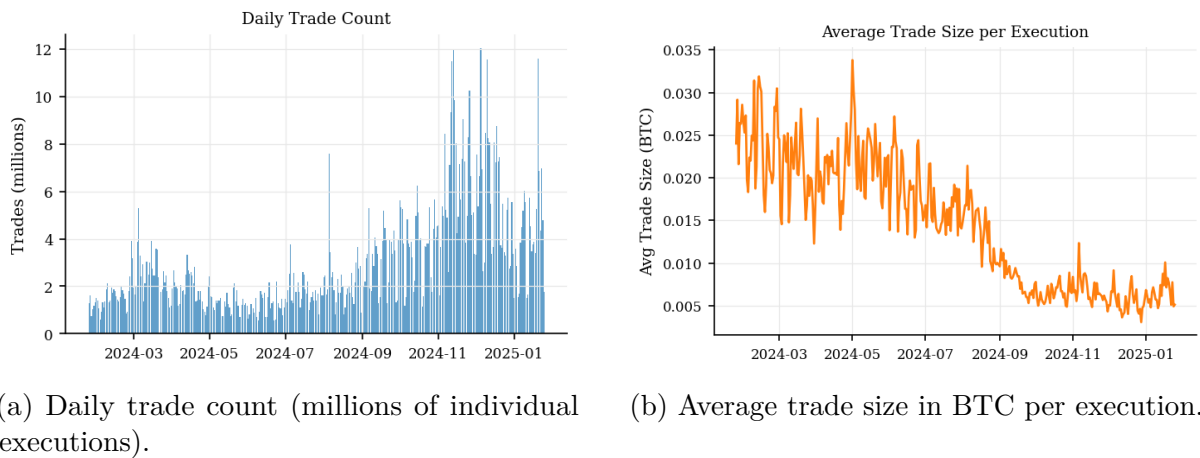 Daily Trade Count
Trades (millions)
12
10
8
6
4
2
0
2024-03 2024-05 2024-07 2024-09 2024-11 2025-01
(a) Daily trade count (millions of individual
executions).
Average Trade Size per Execution
Avg Trade Size (BTC)
0.035
0.030
0.025
0.020
0.015
0.010
0.005
2024-03 2024-05 2024-07 2024-09 2024-11 2025-01
(b) Average trade size in BTC per execution.